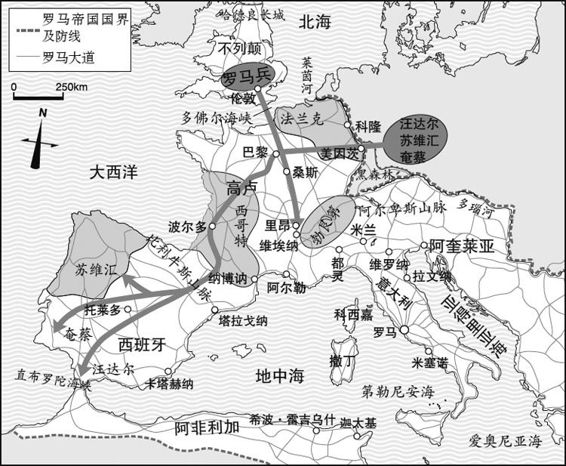 罗马帝国国界
及防线
罗马大道
0 250km
N
哈德良长城
北海
不列颠
罗马兵
伦敦
莱茵河
多佛尔海峡
法兰克
科隆
汪达尔
苏维汇
奄蔡
大西洋
巴黎
美因茨
桑斯
黑森林
高卢
西哥特
勃艮第
阿尔卑斯山脉
多瑙河
波尔多
里昂
维埃纳
米兰
阿奎莱亚
比利牛斯山脉
苏维汇
纳博讷
阿尔勒
都灵
维罗纳
拉文纳
托莱多
塔拉戈纳
意大利
亚得里亚海
科西嘉
罗马
奄蔡
西班牙
汪达尔
撒丁
米塞诺
直布罗陀海峡
卡塔赫纳
地中海
第勒尼安海
阿非利加
希波·雷吉乌什
迦太基
爱奥尼亚海